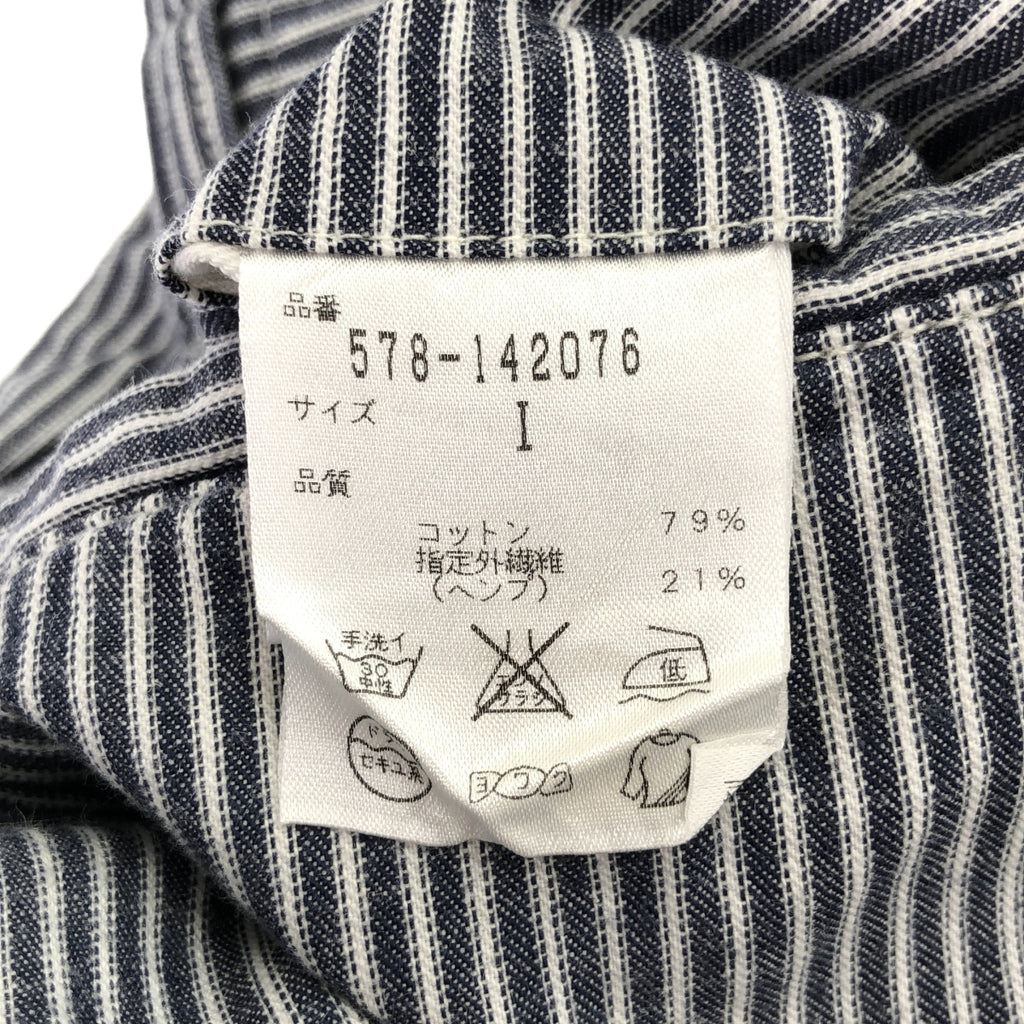 品番
578-142076
サイズ I
品質
コットン 79%
指定外繊維
(ヘンプ) 21%
手洗イ
30
中性
低
ドライ
セキユ系
ヨワク